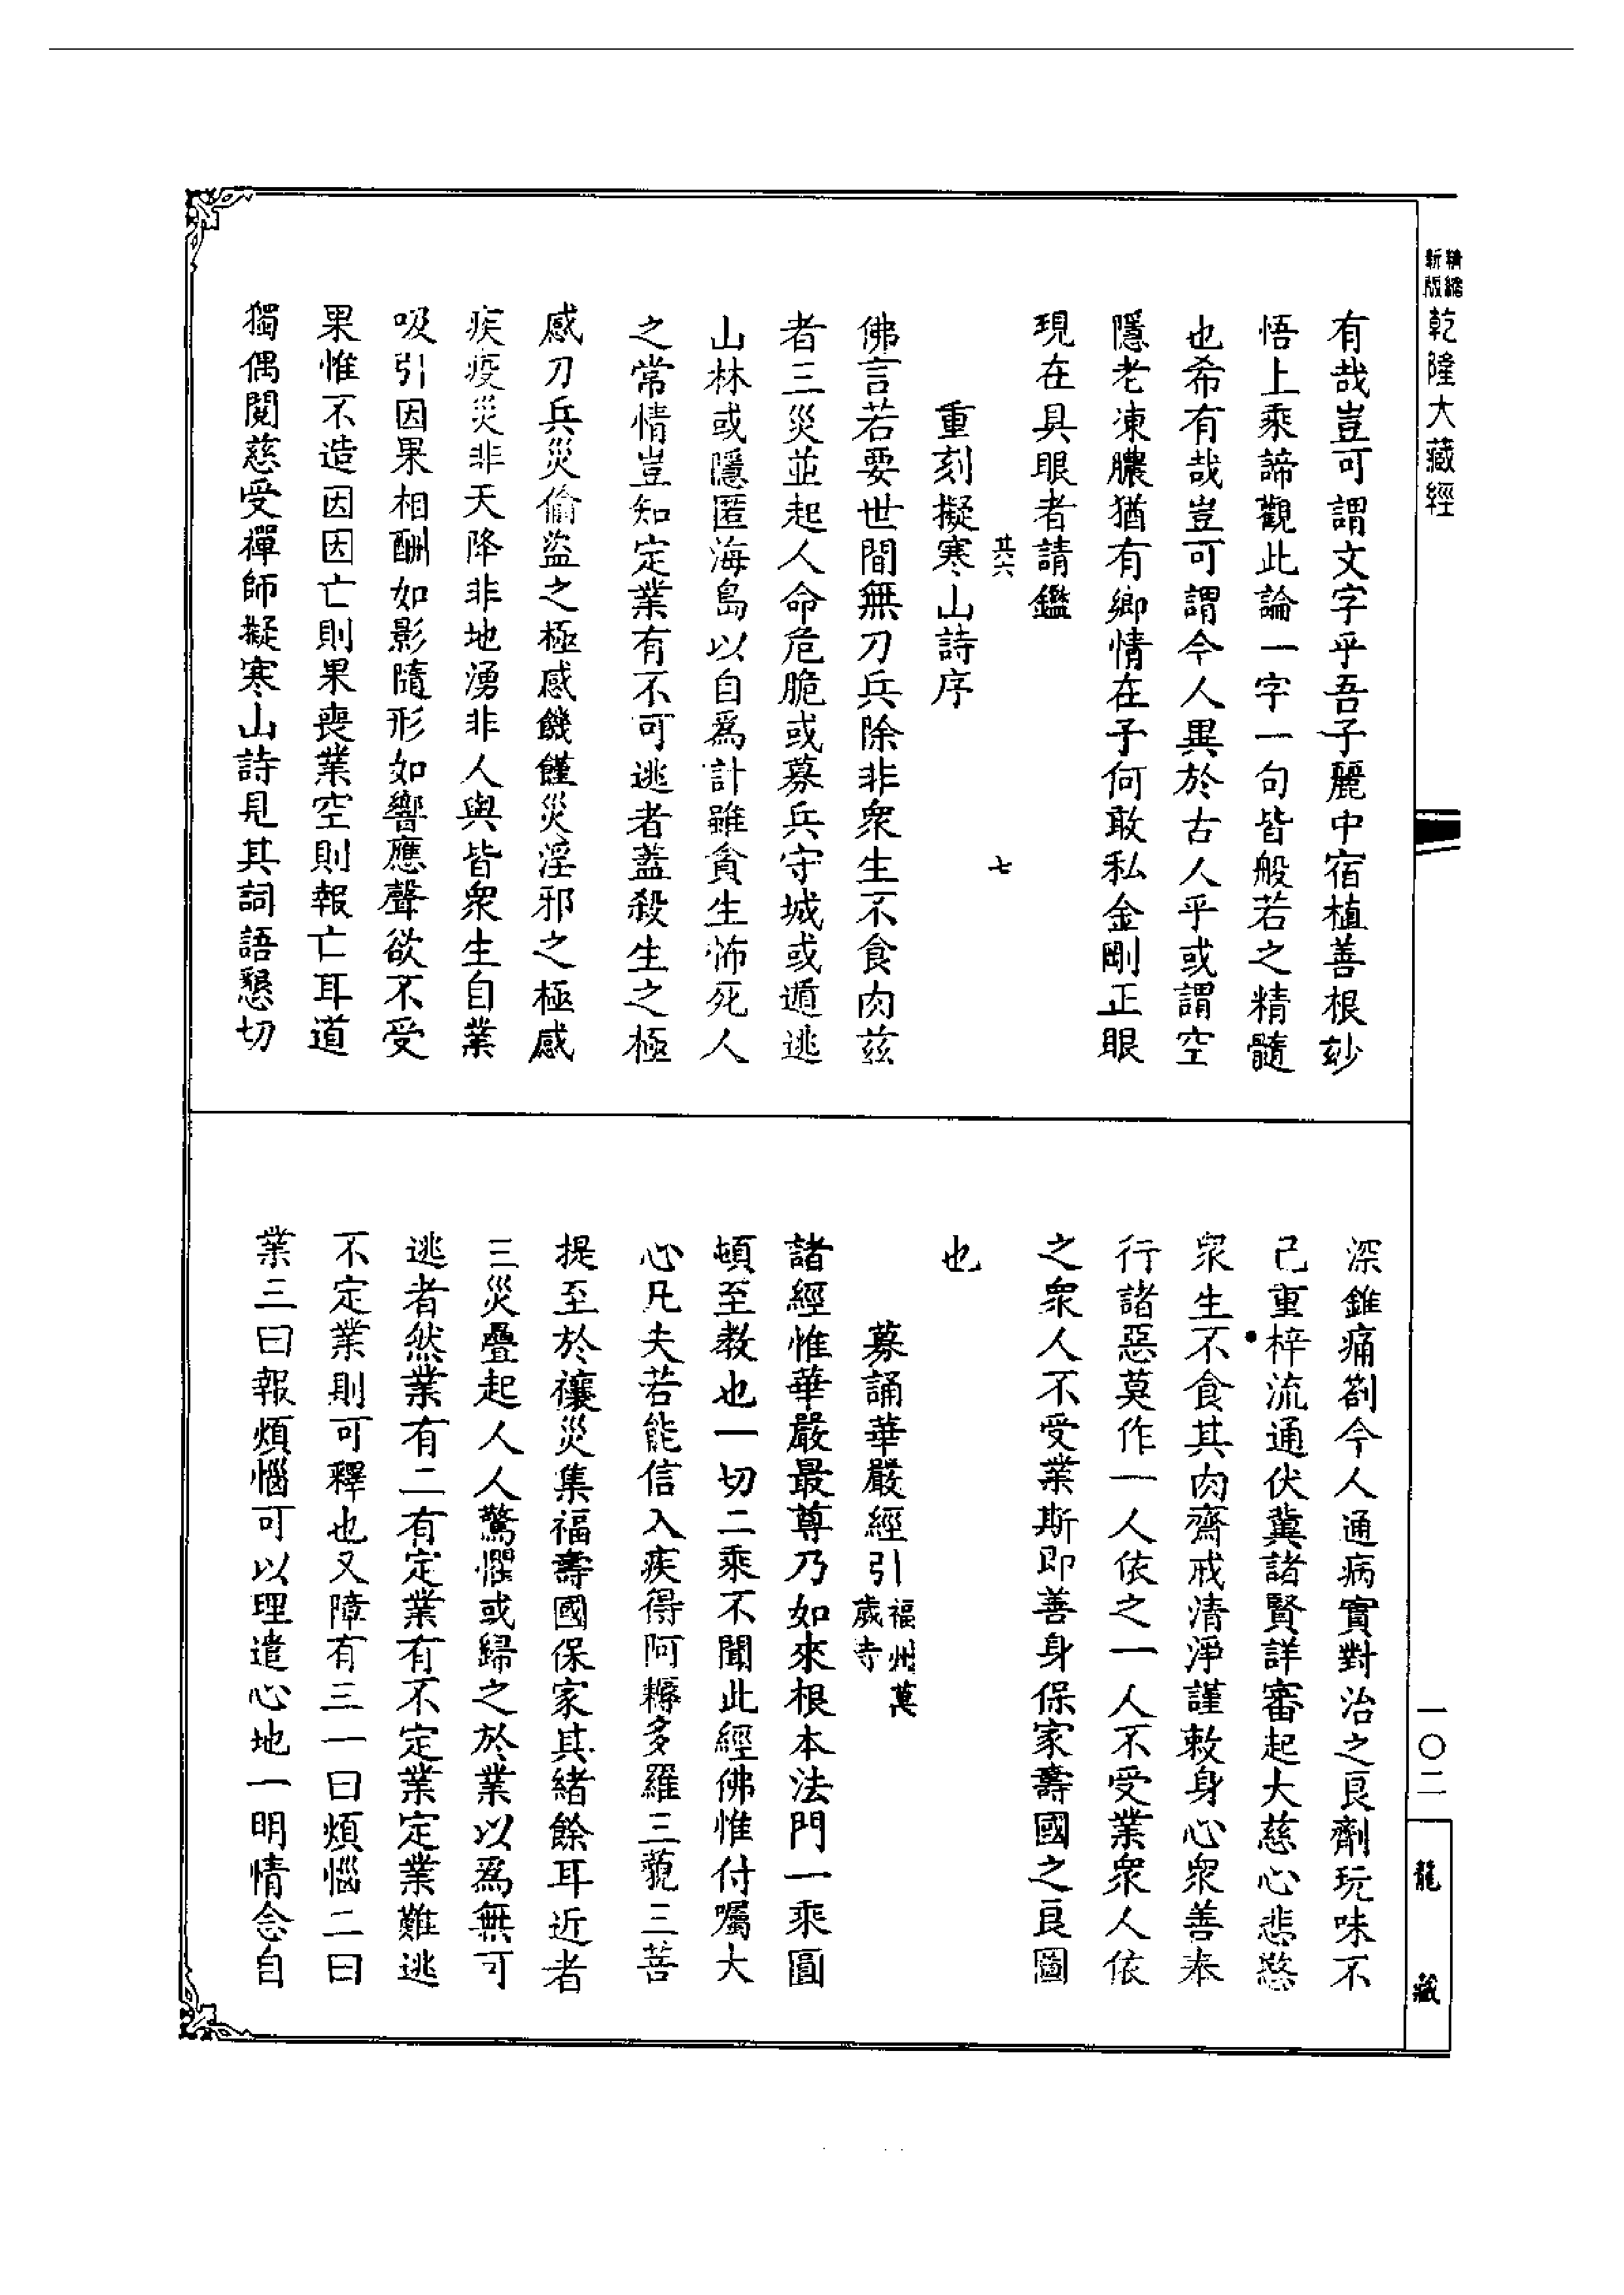 新版精縮
乾隆大藏經
有哉豈可謂文字乎吾子麗中宿植善根妙
悟上乘諦觀此論一字一句皆般若之精髓
也希有哉豈可謂今人異於古人乎或謂空
隱老凍膿猶有鄉情在予何敢私金剛正眼
現在具眼者請鑑
共六
七
重刻擬寒山詩序
佛言若要世間無刀兵除非衆生不食肉茲
者三災並起人命危脆或募兵守城或遁逃
山林或隱匿海島以自爲計雖貪生怖死人
之常情豈知定業有不可逃者葢殺生之極
感刀兵災偷盜之極感饑饉災淫邪之極感
疾疫災非天降非地湧非人與皆衆生自業
吸引因果相酬如影隨形如響應聲欲不受
果惟不造因因亡則果喪業空則報亡耳道
獨偶閱慈受禪師擬寒山詩見其詞語懇切
深錐痛劄今人通病實對治之良劑玩味不
己重梓流通伏冀諸賢詳審起大慈心悲愍
衆生不食其肉齋戒清淨謹敕身心衆善奉
行諸惡莫作一人依之一人不受業衆人依
之衆人不受業斯即善身保家壽國之良圖
也
募誦華嚴經引福州萬歲寺
諸經惟華嚴最尊乃如來根本法門一乘圓
頓至教也一切二乘不聞此經佛惟付囑大
心凡夫若能信入疾得阿耨多羅三藐三菩
提至於禳災集福壽國保家其緒餘耳近者
三災疊起人人驚懼或歸之於業以爲無可
逃者然業有二有定業有不定業定業難逃
不定業則可釋也又障有三一曰煩惱二曰
業三曰報煩惱可以理遣心地一明情念自
一〇二
龍藏